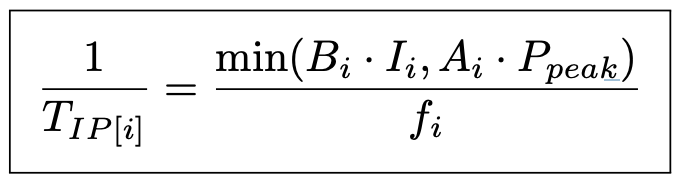 1 / T_{IP[i]} = min(B_i · I_i, A_i · P_{peak}) / f_i